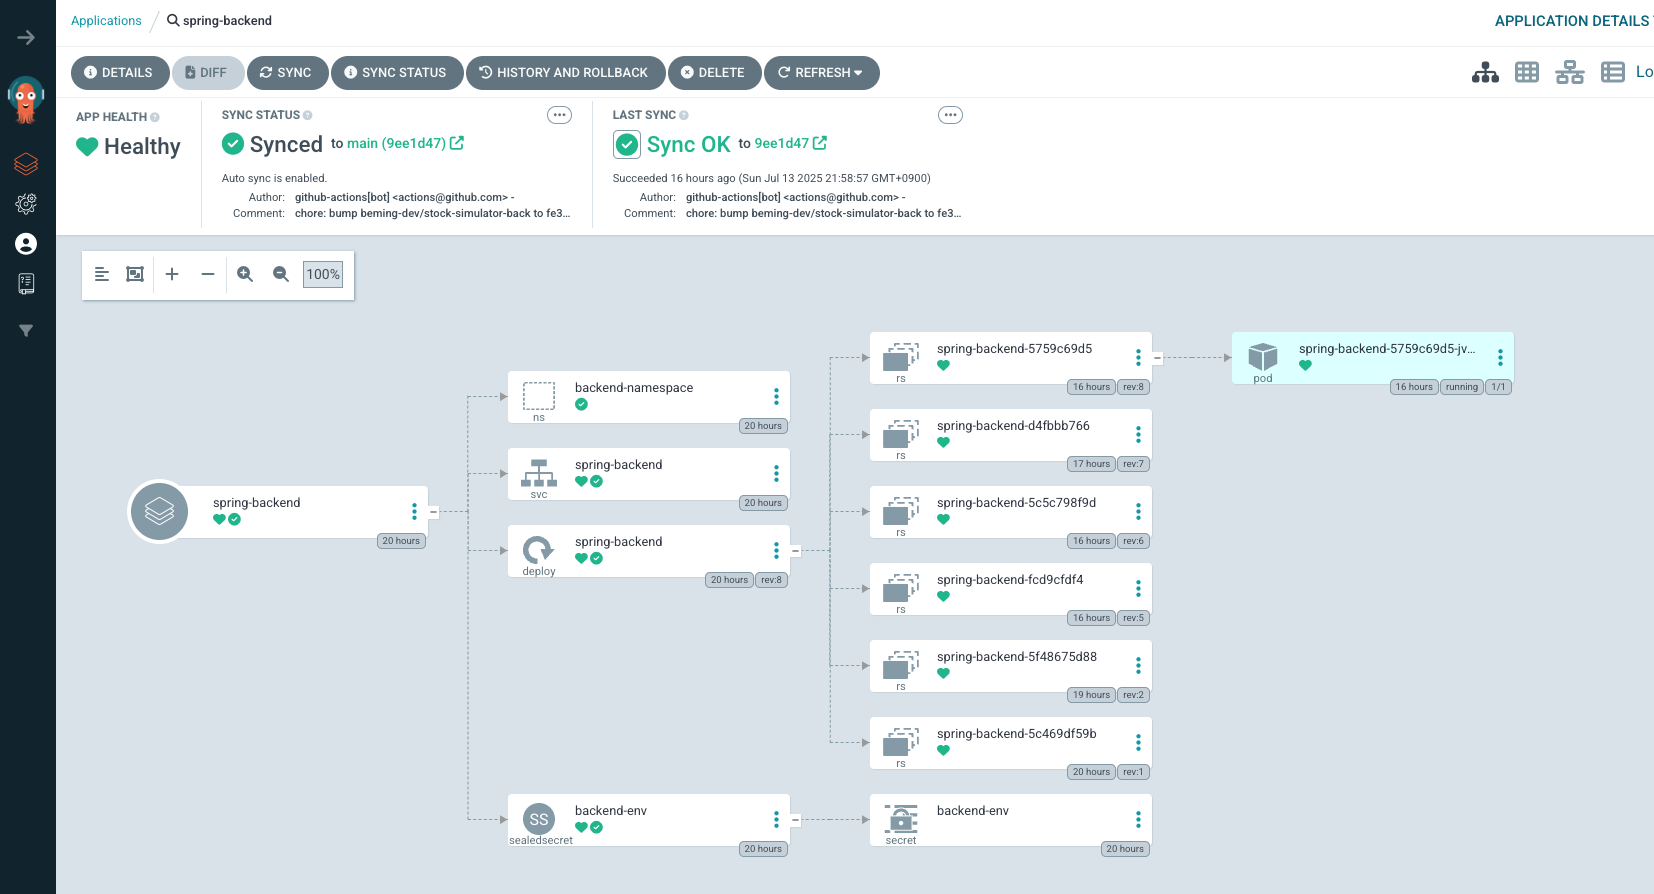 Applications / spring-backend
APPLICATION DETAILS
DETAILS DIFF SYNC SYNC STATUS HISTORY AND ROLLBACK DELETE REFRESH
Lo
APP HEALTH
Healthy
SYNC STATUS
Synced to main (9ee1d47)
Auto sync is enabled.
Author: github-actions[bot] <actions@github.com> -
Comment: chore: bump beming-dev/stock-simulator-back to fe3...
LAST SYNC
Sync OK to 9ee1d47
Succeeded 16 hours ago (Sun Jul 13 2025 21:58:57 GMT+0900)
Author: github-actions[bot] <actions@github.com> -
Comment: chore: bump beming-dev/stock-simulator-back to fe3...
100%
spring-backend
20 hours
backend-namespace
ns
20 hours
spring-backend
svc
20 hours
spring-backend
deploy
20 hours rev:8
SS
backend-env
sealedsecret
20 hours
spring-backend-5759c69d5
rs
16 hours rev:8
spring-backend-d4fbbb766
rs
17 hours rev:7
spring-backend-5c5c798f9d
rs
16 hours rev:6
spring-backend-fcd9cfdf4
rs
16 hours rev:5
spring-backend-5f48675d88
rs
19 hours rev:2
spring-backend-5c469df59b
rs
20 hours rev:1
backend-env
secret
20 hours
spring-backend-5759c69d5-jv...
pod
16 hours running 1/1